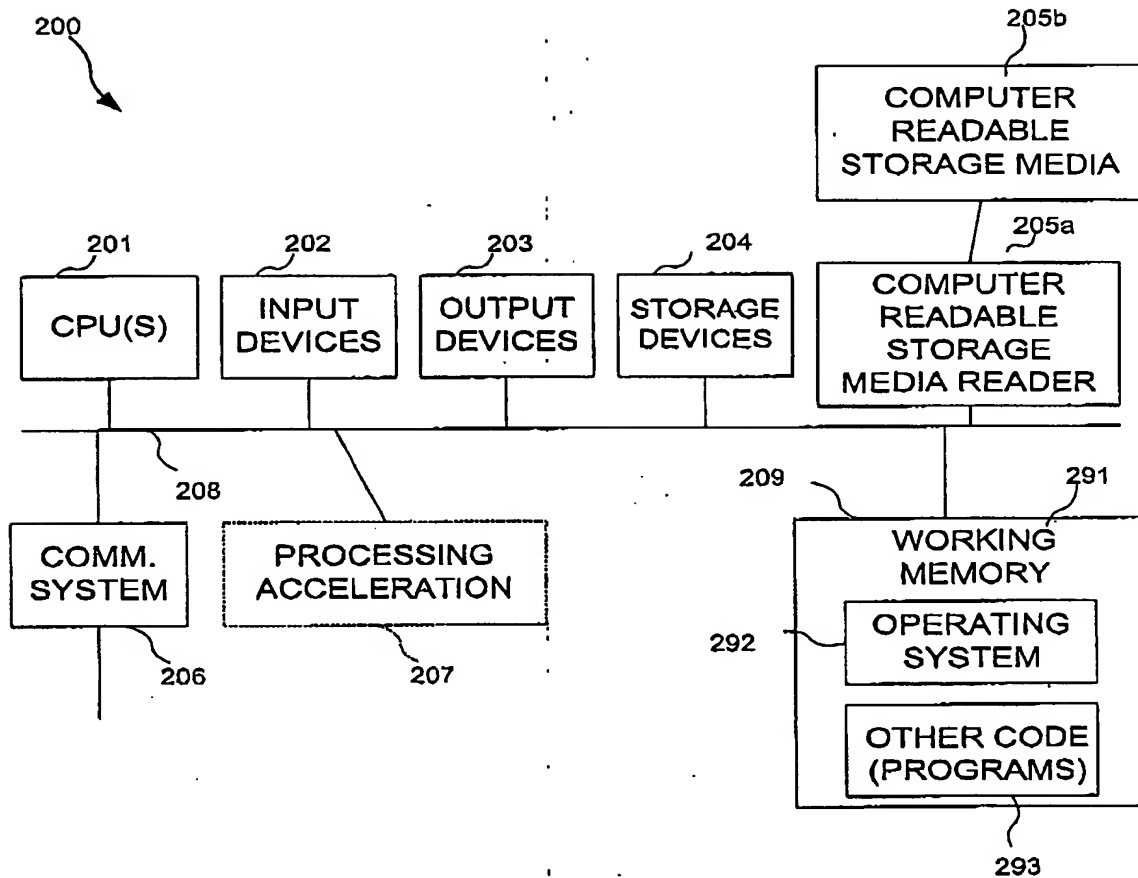 200
205b
COMPUTER
READABLE
STORAGE MEDIA
205a
201
202
203
204
CPU(S)
INPUT
DEVICES
OUTPUT
DEVICES
STORAGE
DEVICES
COMPUTER
READABLE
STORAGE
MEDIA READER
208
209
291
COMM.
SYSTEM
PROCESSING
ACCELERATION
WORKING
MEMORY
206
207
292
OPERATING
SYSTEM
OTHER CODE
(PROGRAMS)
293